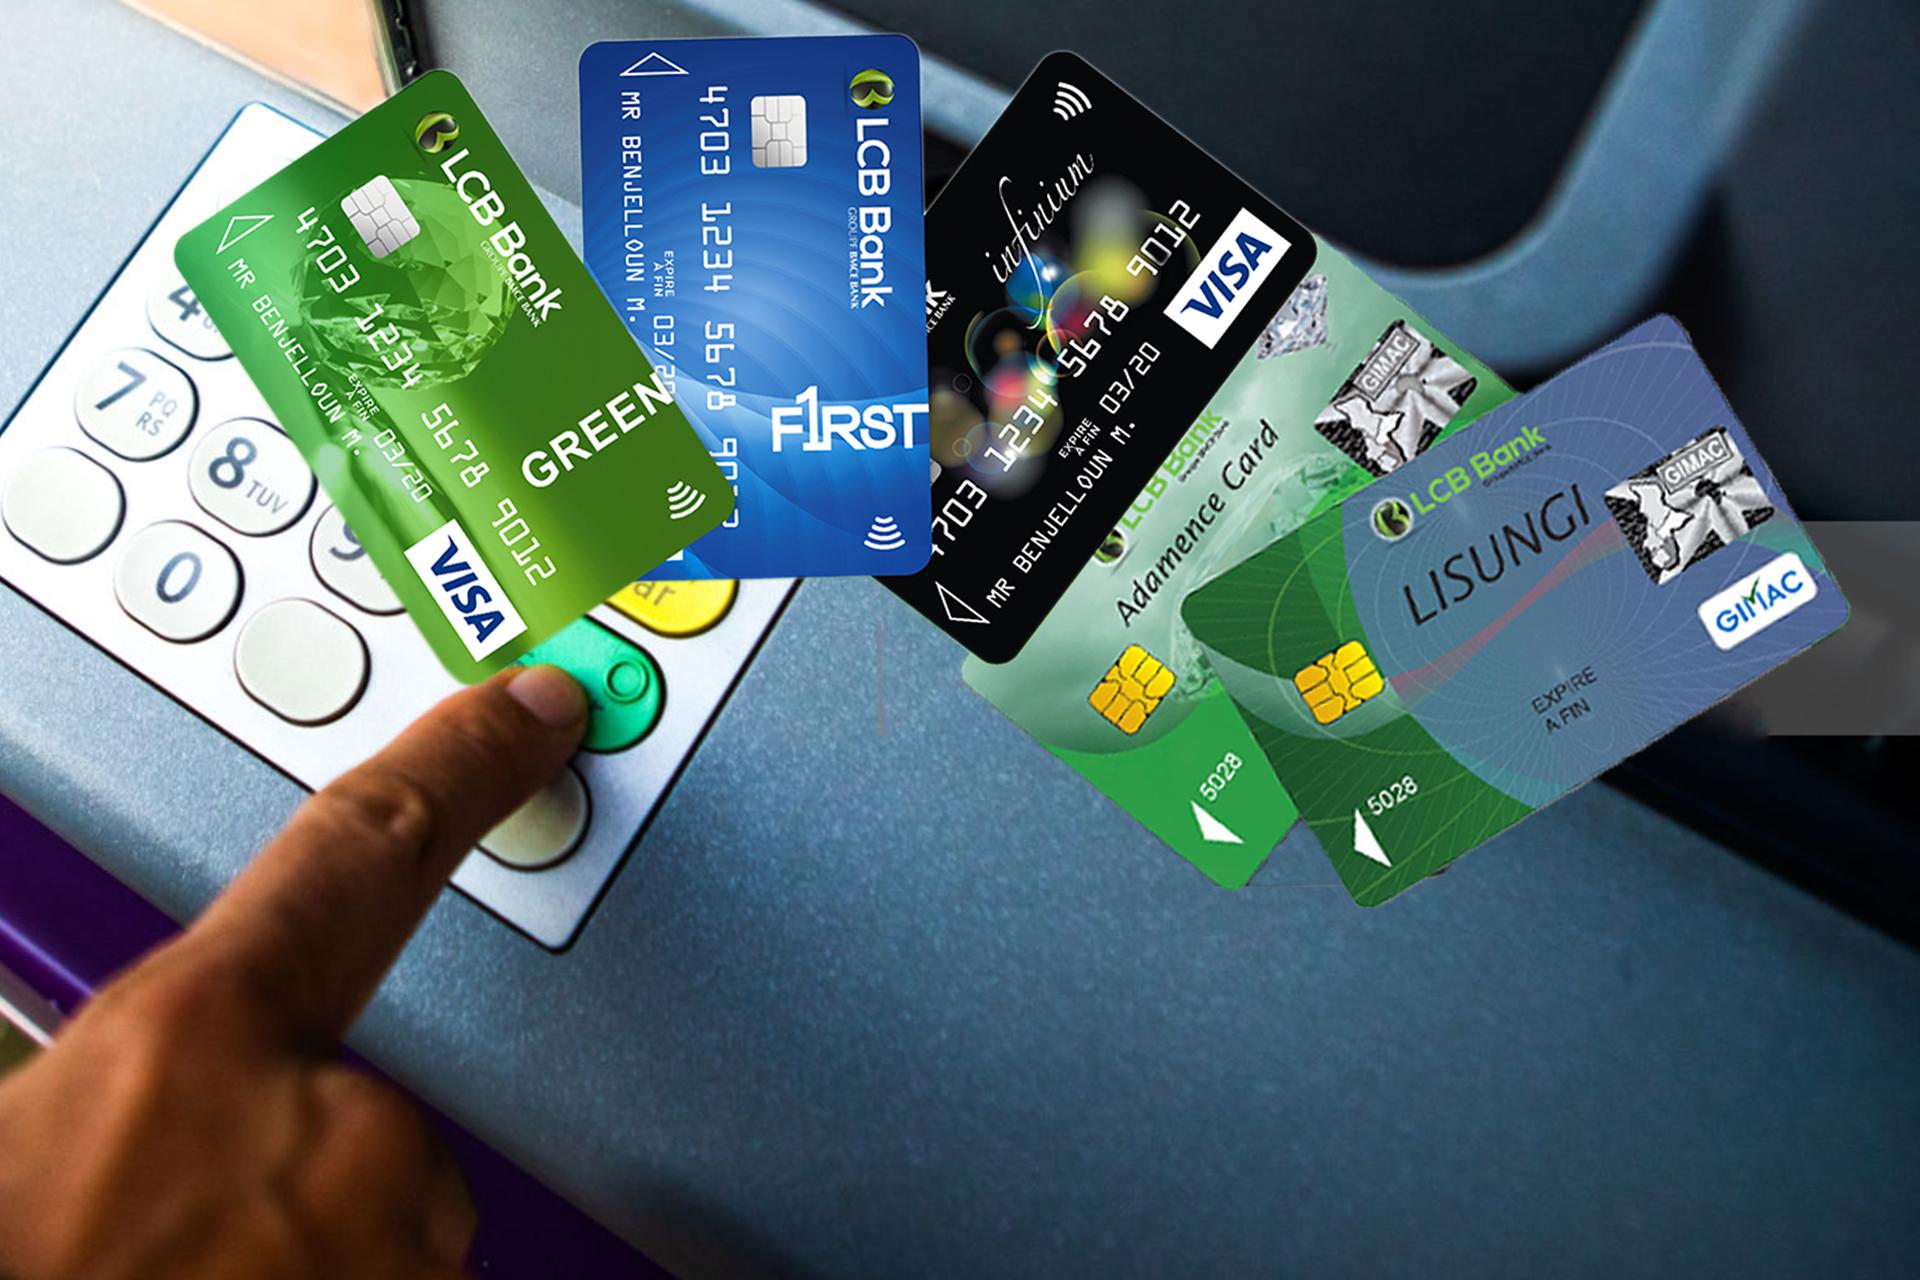 4
7 PQ
RS
8 TUV
9
0
LCB Bank
GROUPE BMCE BANK
4703 1234 5678 9012
EXPIRE
À FIN 03/20
MR BENJELLOUN M.
GREEN
VISA
LCB Bank
GROUPE BMCE BANK
4703 1234 5678 9012
EXPIRE
À FIN 03/20
MR BENJELLOUN M.
F1RST
infinium
CE BANK
4703 1234 5678 9012
EXPIRE
À FIN 03/20
MR BENJELLOUN M.
VISA
LCB Bank
Adamence Card
GIMAC
5028
LCB Bank
LISUNGI
GIMAC
GIMAC
EXPIRE
A FIN
5028